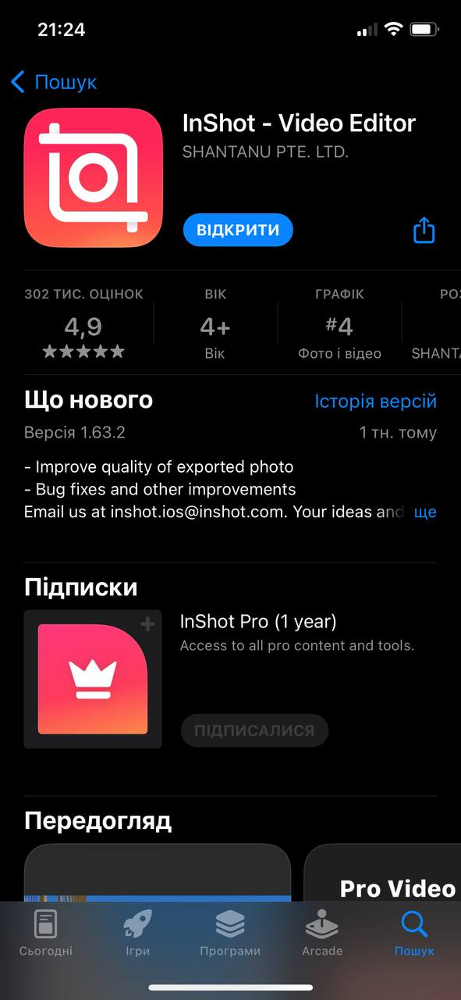 21:24
Пошук
InShot - Video Editor
SHANTANU PTE. LTD.
ВІДКРИТИ
302 ТИС. ОЦІНОК
4,9
ВІК
4+
Вік
ГРАФІК
#4
Фото і відео
РОЗ
SHANTA
Що нового
Історія версій
Версія 1.63.2
1 тн. тому
- Improve quality of exported photo
- Bug fixes and other improvements
Email us at inshot.ios@inshot.com. Your ideas and
ще
Підписки
InShot Pro (1 year)
Access to all pro content and tools.
ПІДПИСАЛИСЯ
Передогляд
Pro Video
Сьогодні
Ігри
Програми
Arcade
Пошук